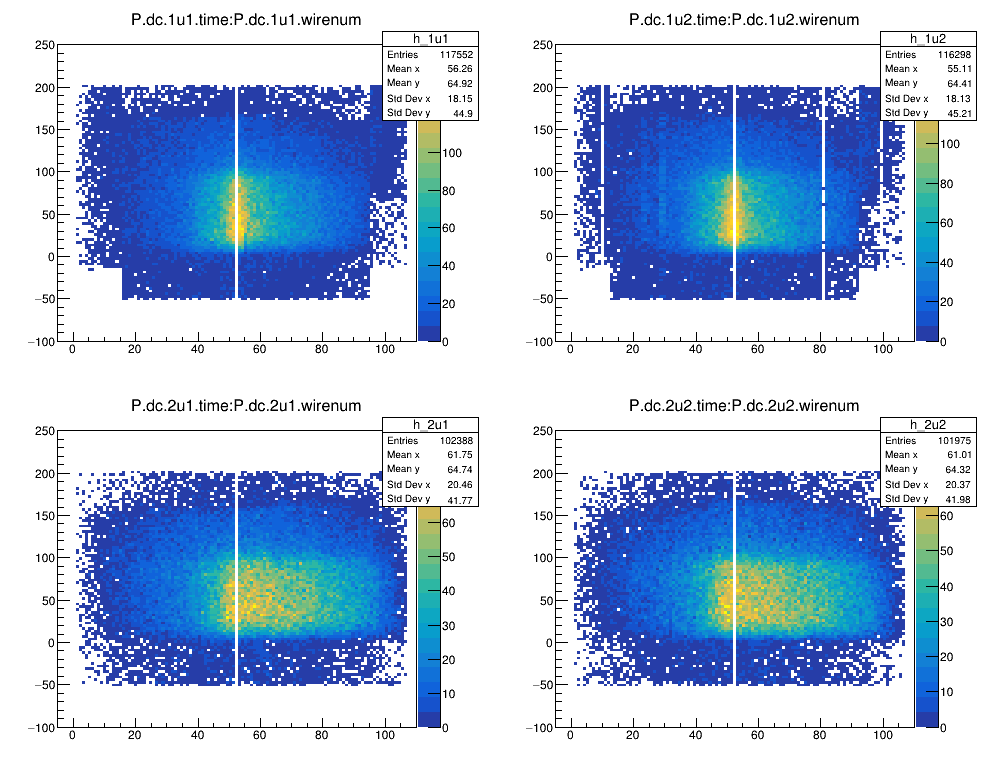 P.dc.1u1.time:P.dc.1u1.wirenum
h_1u1
Entries 117552
Mean x 56.26
Mean y 64.92
Std Dev x 18.15
Std Dev y 44.9
250
200
150
100
50
0
−50
−100
0 20 40 60 80 100
100
80
60
40
20
0
P.dc.1u2.time:P.dc.1u2.wirenum
h_1u2
Entries 116298
Mean x 55.11
Mean y 64.41
Std Dev x 18.13
Std Dev y 45.21
250
200
150
100
50
0
−50
−100
0 20 40 60 80 100
100
80
60
40
20
0
P.dc.2u1.time:P.dc.2u1.wirenum
h_2u1
Entries 102388
Mean x 61.75
Mean y 64.74
Std Dev x 20.46
Std Dev y 41.77
250
200
150
100
50
0
−50
−100
0 20 40 60 80 100
60
50
40
30
20
10
0
P.dc.2u2.time:P.dc.2u2.wirenum
h_2u2
Entries 101975
Mean x 61.01
Mean y 64.32
Std Dev x 20.37
Std Dev y 41.98
250
200
150
100
50
0
−50
−100
0 20 40 60 80 100
60
50
40
30
20
10
0